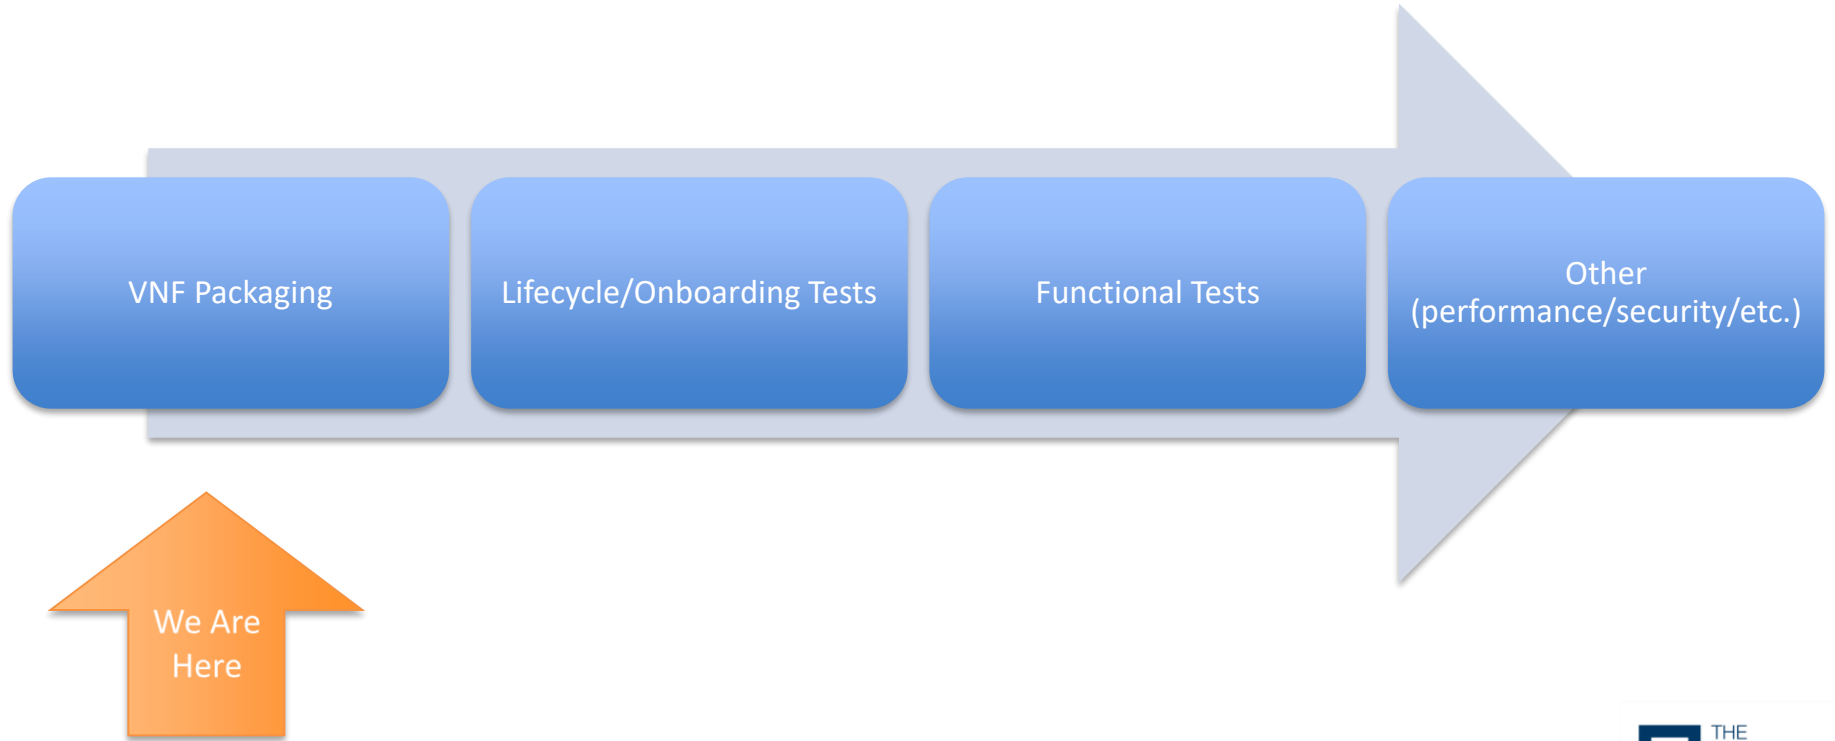 VNF Packaging
Lifecycle/Onboarding Tests
Functional Tests
Other
(performance/security/etc.)
We Are
Here
THE